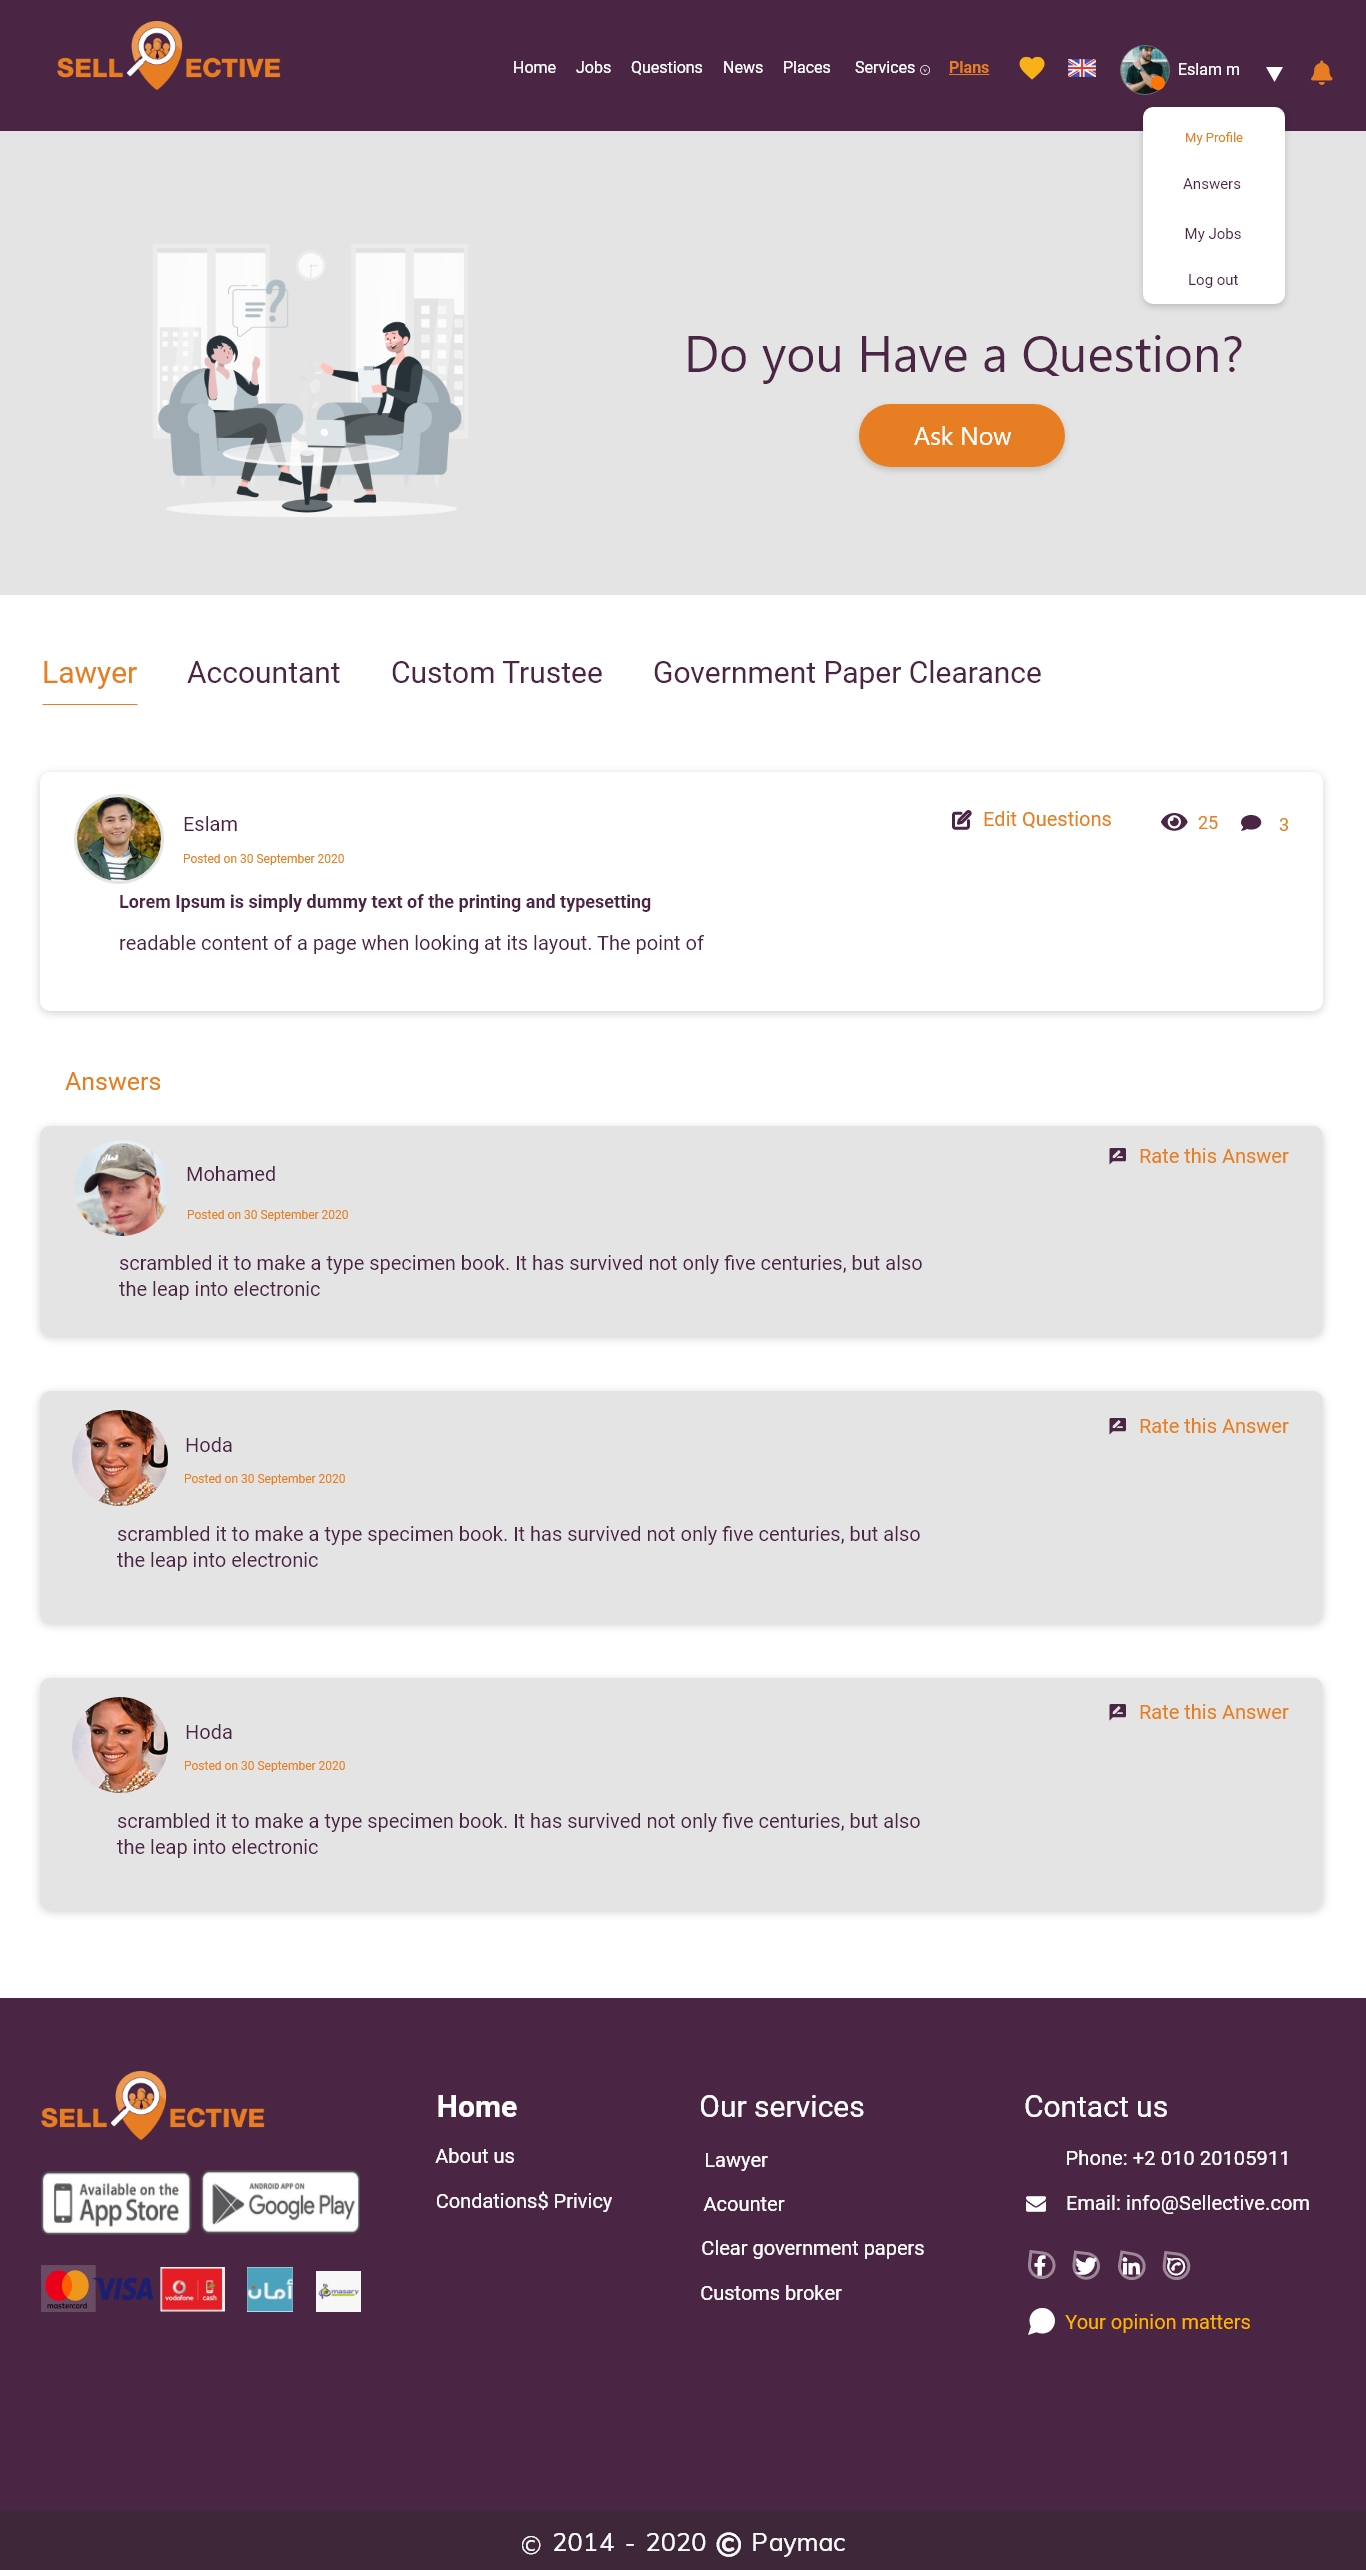 SELL ECTIVE
Home Jobs Questions News Places Services Plans Eslam m
My Profile
Answers
My Jobs
Log out
Do you Have a Question?
Ask Now
Lawyer Accountant Custom Trustee Government Paper Clearance
Eslam
Posted on 30 September 2020
Edit Questions 25 3
Lorem Ipsum is simply dummy text of the printing and typesetting
readable content of a page when looking at its layout. The point of
Answers
Mohamed
Posted on 30 September 2020
Rate this Answer
scrambled it to make a type specimen book. It has survived not only five centuries, but also
the leap into electronic
Hoda
Posted on 30 September 2020
Rate this Answer
scrambled it to make a type specimen book. It has survived not only five centuries, but also
the leap into electronic
Hoda
Posted on 30 September 2020
Rate this Answer
scrambled it to make a type specimen book. It has survived not only five centuries, but also
the leap into electronic
SELL ECTIVE
Available on the
App Store
ANDROID APP ON
Google Play
mastercard
VISA
vodafone cash
أمان
masary
Home
About us
Condations$ Privicy
Our services
Lawyer
Acounter
Clear government papers
Customs broker
Contact us
Phone: +2 010 20105911
Email: info@Sellective.com
Your opinion matters
© 2014 - 2020 © Paymac